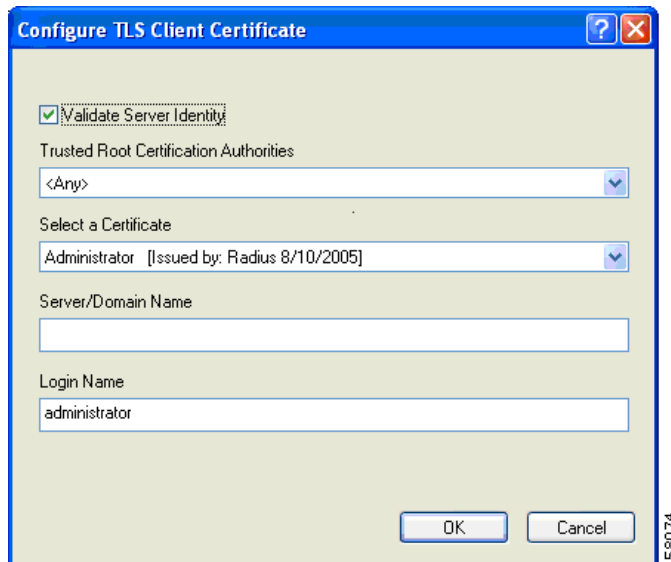 Configure TLS Client Certificate
Validate Server Identity
Trusted Root Certification Authorities
<Any>
Select a Certificate
Administrator [Issued by: Radius 8/10/2005]
Server/Domain Name
Login Name
administrator
OK
Cancel